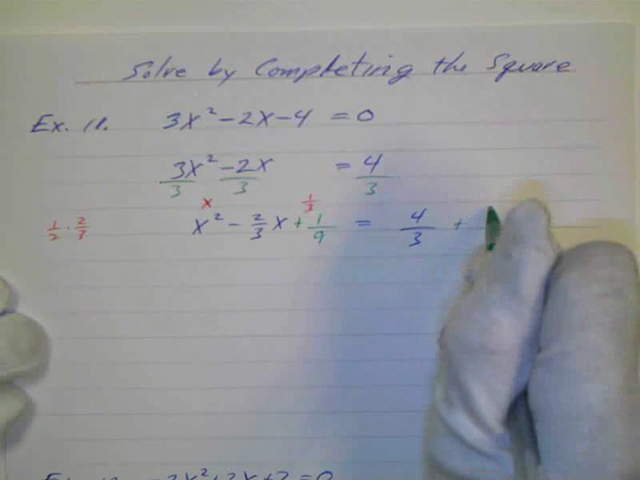 Solve by Completing the Square
Ex. 11. 3x² - 2x - 4 = 0
3x²/3 - 2x/3 = 4/3
x 1/3
1/2 · 2/3 x² - 2/3 x + 1/9 = 4/3 +